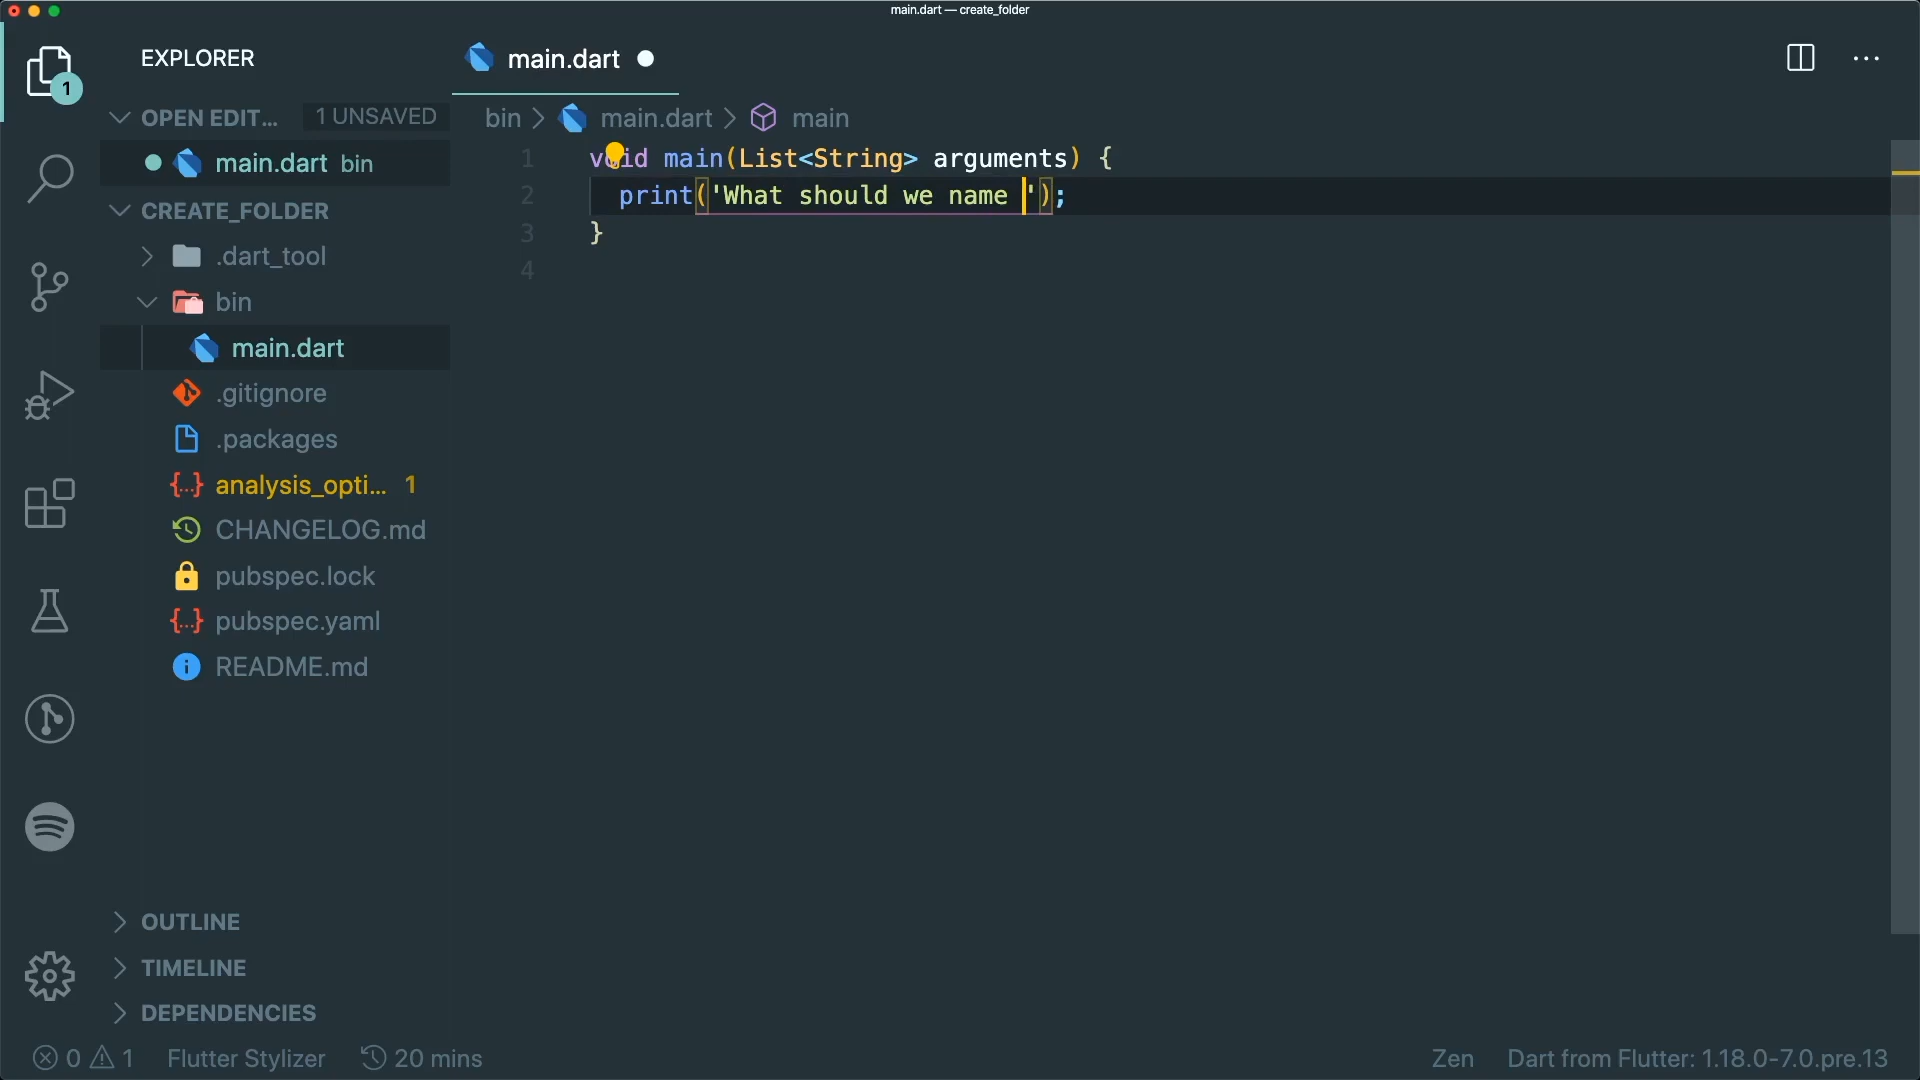 main.dart — create_folder
EXPLORER
main.dart
1
OPEN EDIT... 1 UNSAVED
bin > main.dart > main
main.dart bin
1 void main(List<String> arguments) {
2 print('What should we name ');
3 }
4
CREATE_FOLDER
.dart_tool
bin
main.dart
.gitignore
.packages
analysis_opti... 1
CHANGELOG.md
pubspec.lock
pubspec.yaml
README.md
OUTLINE
TIMELINE
DEPENDENCIES
0 1 Flutter Stylizer 20 mins Zen Dart from Flutter: 1.18.0-7.0.pre.13